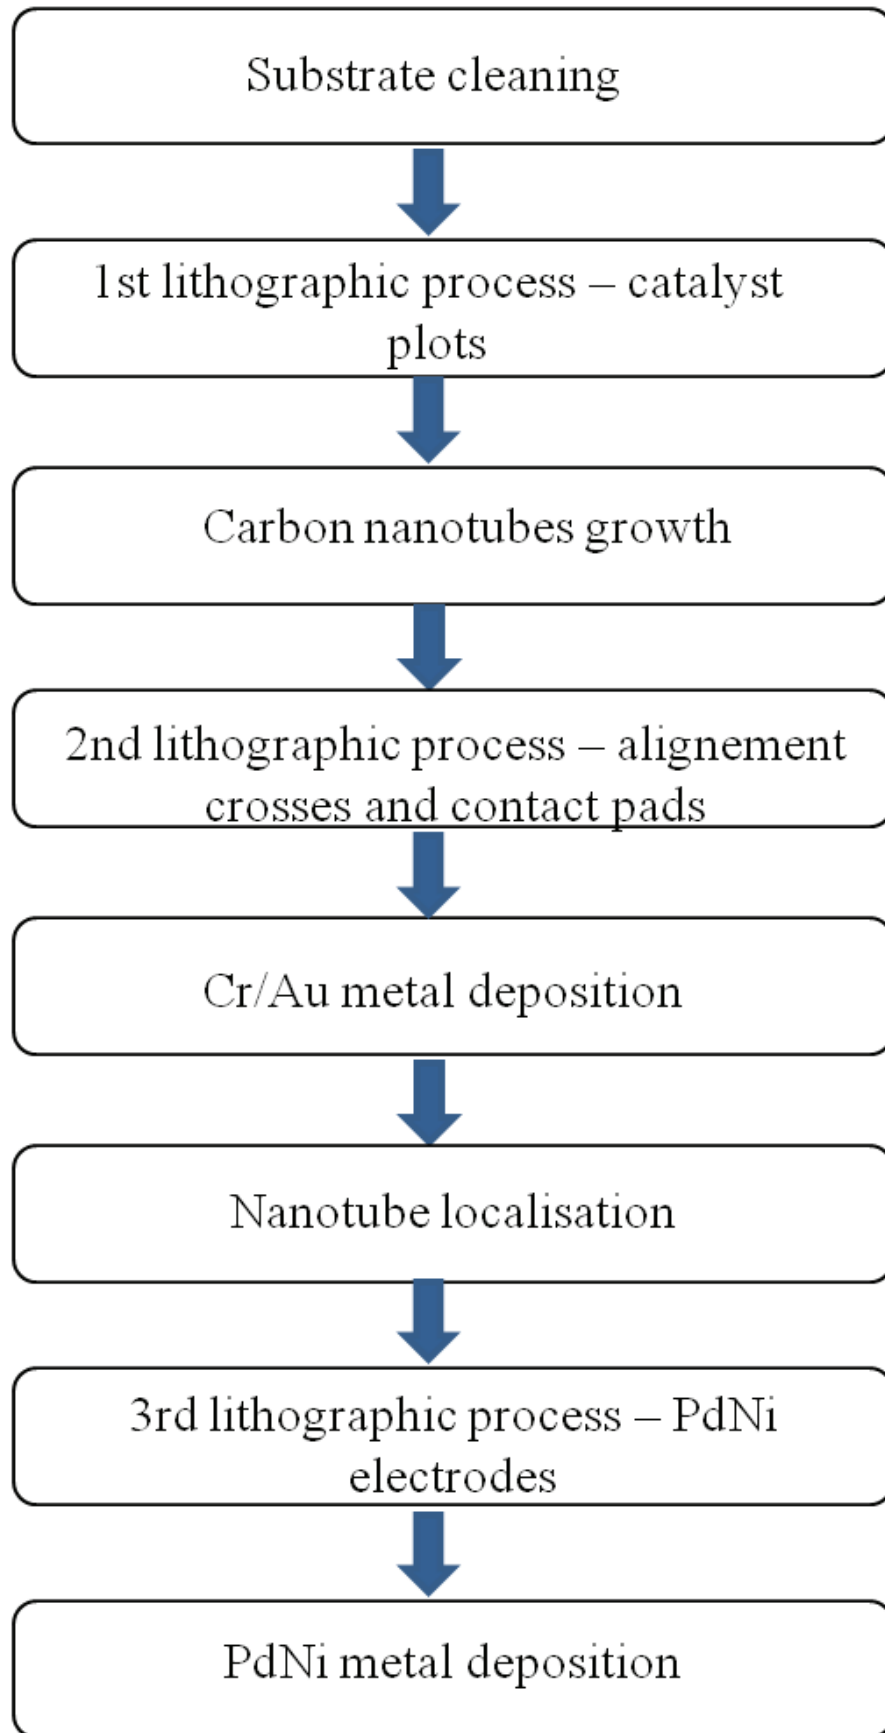 Substrate cleaning
1st lithographic process – catalyst
plots
Carbon nanotubes growth
2nd lithographic process – alignement
crosses and contact pads
Cr/Au metal deposition
Nanotube localisation
3rd lithographic process – PdNi
electrodes
PdNi metal deposition